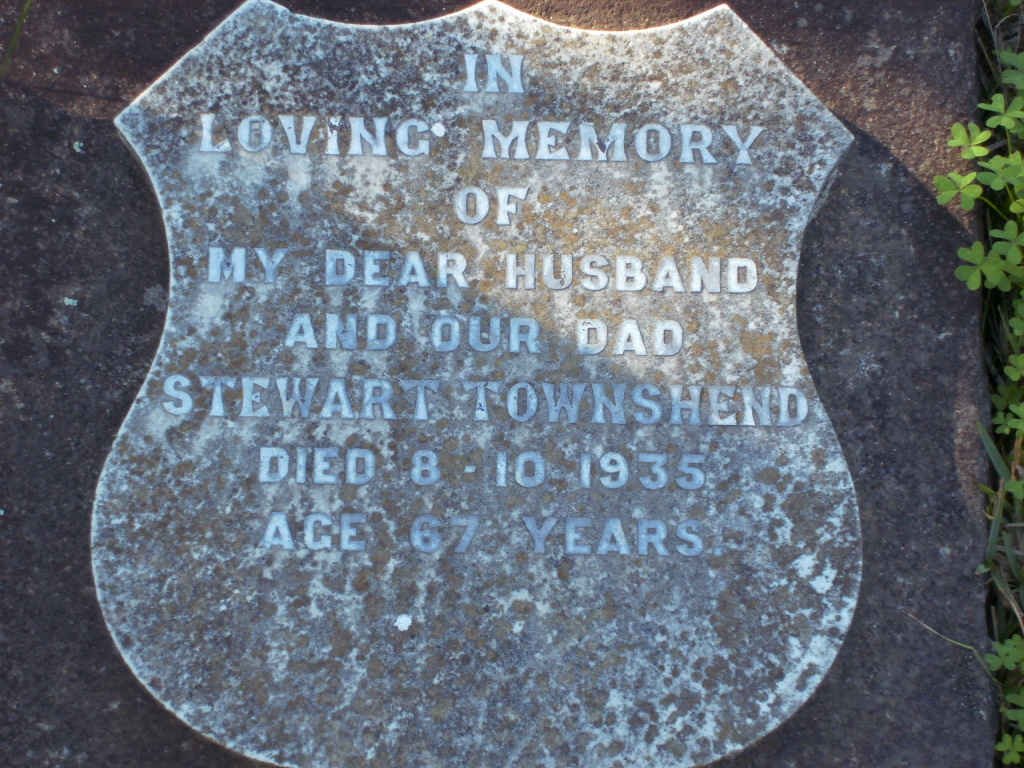 IN
LOVING MEMORY
OF
MY DEAR HUSBAND
AND OUR DAD
STEWART TOWNSHEND
DIED 8-10 1935
AGE 67 YEARS.